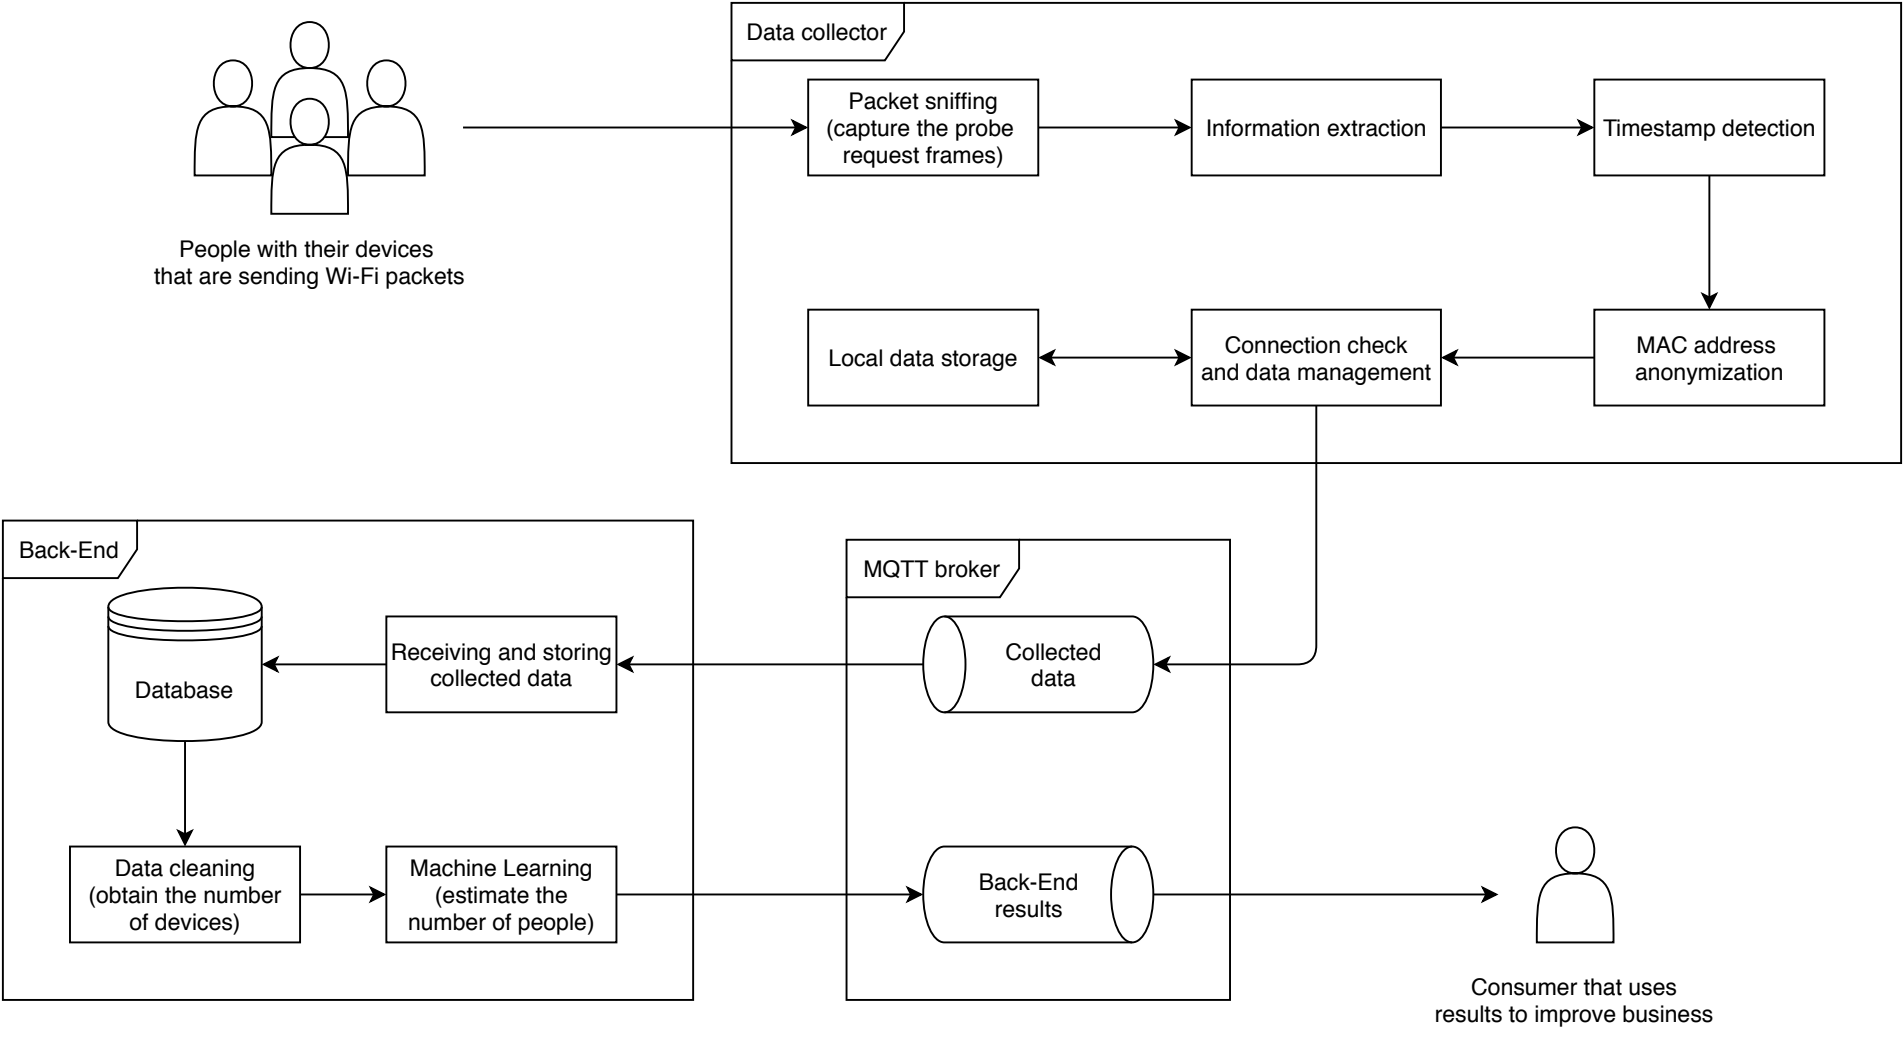 Data collector
Packet sniffing
(capture the probe
request frames)
Information extraction
Timestamp detection
People with their devices
that are sending Wi-Fi packets
Local data storage
Connection check
and data management
MAC address
anonymization
Back-End
MQTT broker
Database
Receiving and storing
collected data
Collected
data
Data cleaning
(obtain the number
of devices)
Machine Learning
(estimate the
number of people)
Back-End
results
Consumer that uses
results to improve business